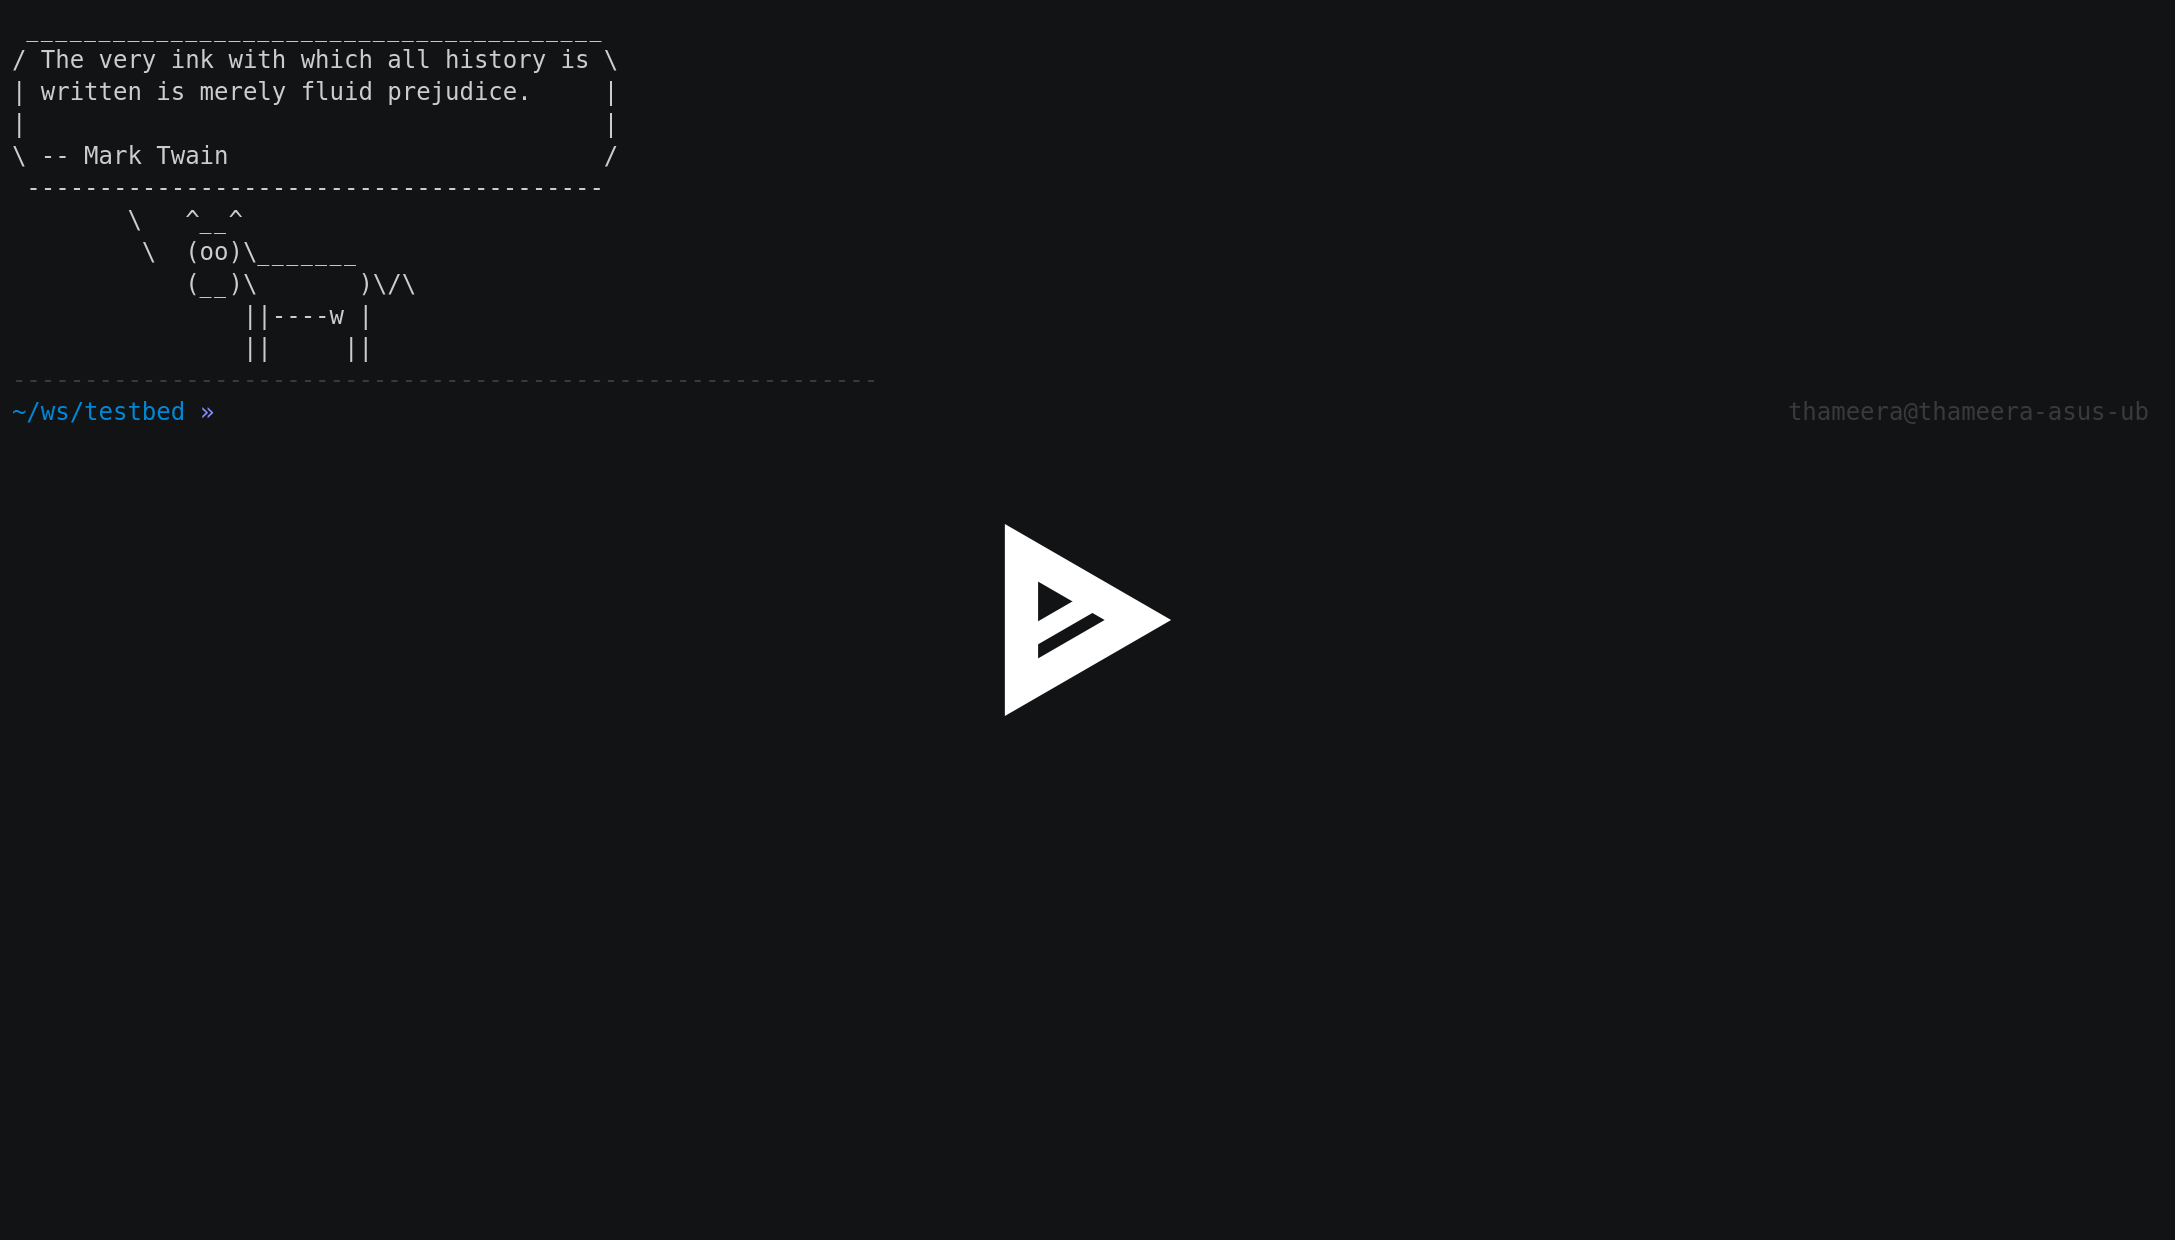 ________________________________________
/ The very ink with which all history is \
| written is merely fluid prejudice.     |
|                                        |
\ -- Mark Twain                          /
 ----------------------------------------
        \   ^__^
         \  (oo)\_______
            (__)\       )\/\
                ||----w |
                ||     ||
------------------------------------------------------------
~/ws/testbed » thameera@thameera-asus-ub